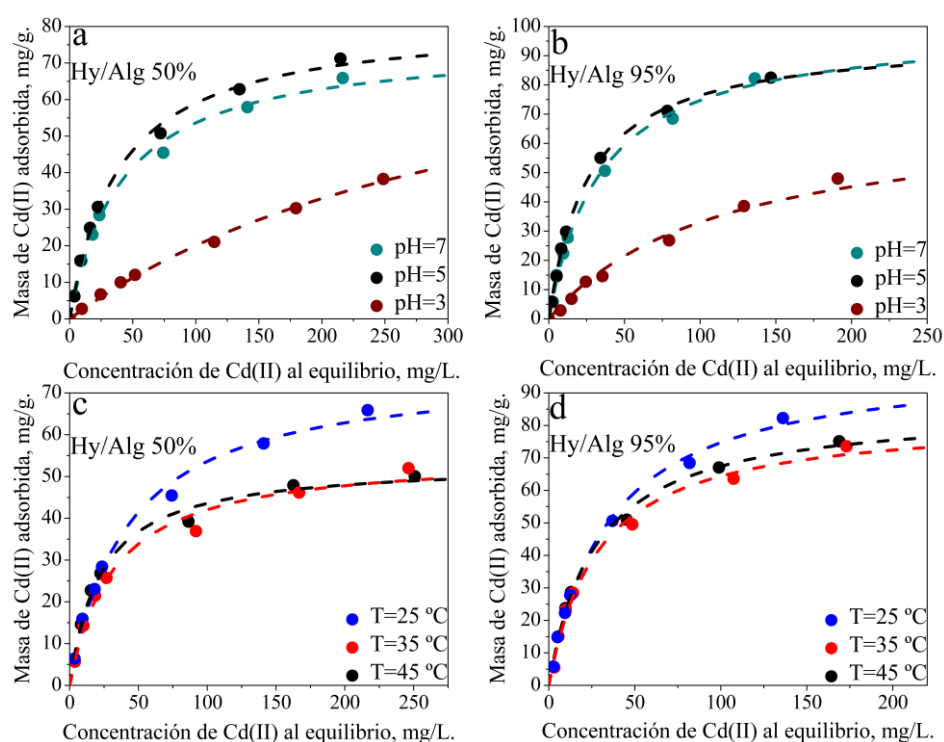 a
Hy/Alg 50%
Masa de Cd(II) adsorbida, mg/g.
80
70
60
50
40
30
20
10
0
pH=7
pH=5
pH=3
0 50 100 150 200 250 300
Concentración de Cd(II) al equilibrio, mg/L.
b
Hy/Alg 95%
Masa de Cd(II) adsorbida, mg/g.
100
90
80
70
60
50
40
30
20
10
0
pH=7
pH=5
pH=3
0 50 100 150 200 250
Concentración de Cd(II) al equilibrio, mg/L.
c
Hy/Alg 50%
Masa de Cd(II) adsorbida, mg/g.
70
60
50
40
30
20
10
0
T=25 ºC
T=35 ºC
T=45 ºC
0 50 100 150 200 250
Concentración de Cd(II) al equilibrio, mg/L.
d
Hy/Alg 95%
Masa de Cd(II) adsorbida, mg/g.
90
80
70
60
50
40
30
20
10
0
T=25 ºC
T=35 ºC
T=45 ºC
0 50 100 150 200
Concentración de Cd(II) al equilibrio, mg/L.